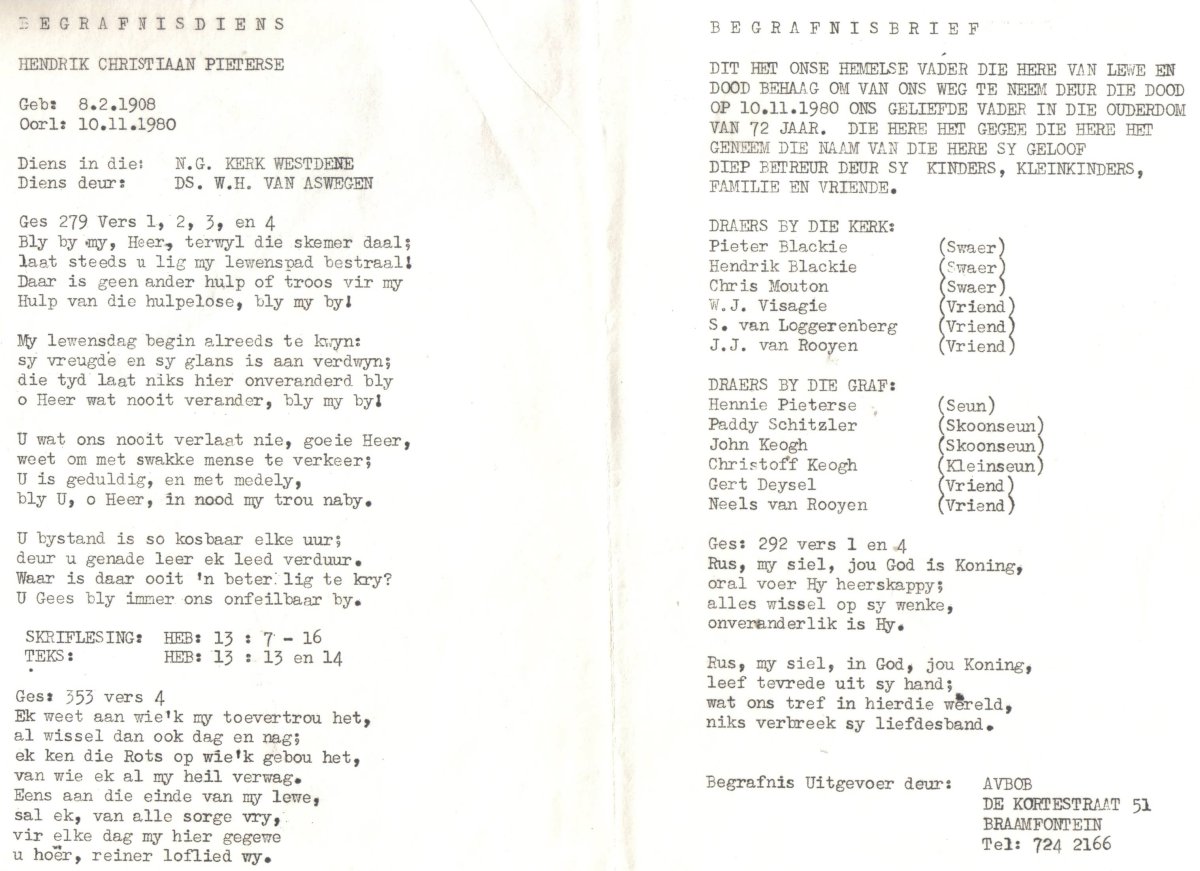 B E G R A F N I S D I E N S
HENDRIK CHRISTIAAN PIETERSE
Geb: 8.2.1908
Oorl: 10.11.1980
Diens in die: N.G. KERK WESTDENE
Diens deur: DS. W.H. VAN ASWEGEN
Ges 279 Vers 1, 2, 3, en 4
Bly by my, Heer, terwyl die skemer daal;
laat steeds u lig my lewenspad bestraal!
Daar is geen ander hulp of troos vir my
Hulp van die hulpelose, bly my by!
My lewensdag begin alreeds te kwyn:
sy vreugde en sy glans is aan verdwyn;
die tyd laat niks hier onveranderd bly
o Heer wat nooit verander, bly my by!
U wat ons nooit verlaat nie, goeie Heer,
weet om met swakke mense te verkeer;
U is geduldig, en met medely,
bly U, o Heer, in nood my trou naby.
U bystand is so kosbaar elke uur;
deur u genade leer ek leed verduur.
Waar is daar ooit 'n beter lig te kry?
U Gees bly immer ons onfeilbaar by.
SKRIFLESING: HEB: 13 : 7 - 16
TEKS: HEB: 13 : 13 en 14
Ges: 353 vers 4
Ek weet aan wie'k my toevertrou het,
al wissel dan ook dag en nag;
ek ken die Rots op wie'k gebou het,
van wie ek al my heil verwag.
Eens aan die einde van my lewe,
sal ek, van alle sorge vry,
vir elke dag my hier gegewe
u hoër, reiner loflied wy.
B E G R A F N I S B R I E F
DIT HET ONSE HEMELSE VADER DIE HERE VAN LEWE EN
DOOD BEHAAG OM VAN ONS WEG TE NEEM DEUR DIE DOOD
OP 10.11.1980 ONS GELIEFDE VADER IN DIE OUDERDOM
VAN 72 JAAR. DIE HERE HET GEGEE DIE HERE HET
GENEEM DIE NAAM VAN DIE HERE SY GELOOF
DIEP BETREUR DEUR SY KINDERS, KLEINKINDERS,
FAMILIE EN VRIENDE.
DRAERS BY DIE KERK:
Pieter Blackie (Swaer)
Hendrik Blackie (Swaer)
Chris Mouton (Swaer)
W.J. Visagie (Vriend)
S. van Loggerenberg (Vriend)
J.J. van Rooyen (Vriend)
DRAERS BY DIE GRAF:
Hennie Pieterse (Seun)
Paddy Schitzler (Skoonseun)
John Keogh (Skoonseun)
Christoff Keogh (Kleinseun)
Gert Deysel (Vriend)
Neels van Rooyen (Vriend)
Ges: 292 vers 1 en 4
Rus, my siel, jou God is Koning,
oral voer Hy heerskappy;
alles wissel op sy wenke,
onveranderlik is Hy.
Rus, my siel, in God, jou Koning,
leef tevrede uit sy hand;
wat ons tref in hierdie wêreld,
niks verbreek sy liefdesband.
Begrafnis Uitgevoer deur: AVBOB
DE KORTESTRAAT 51
BRAAMFONTEIN
Tel: 724 2166